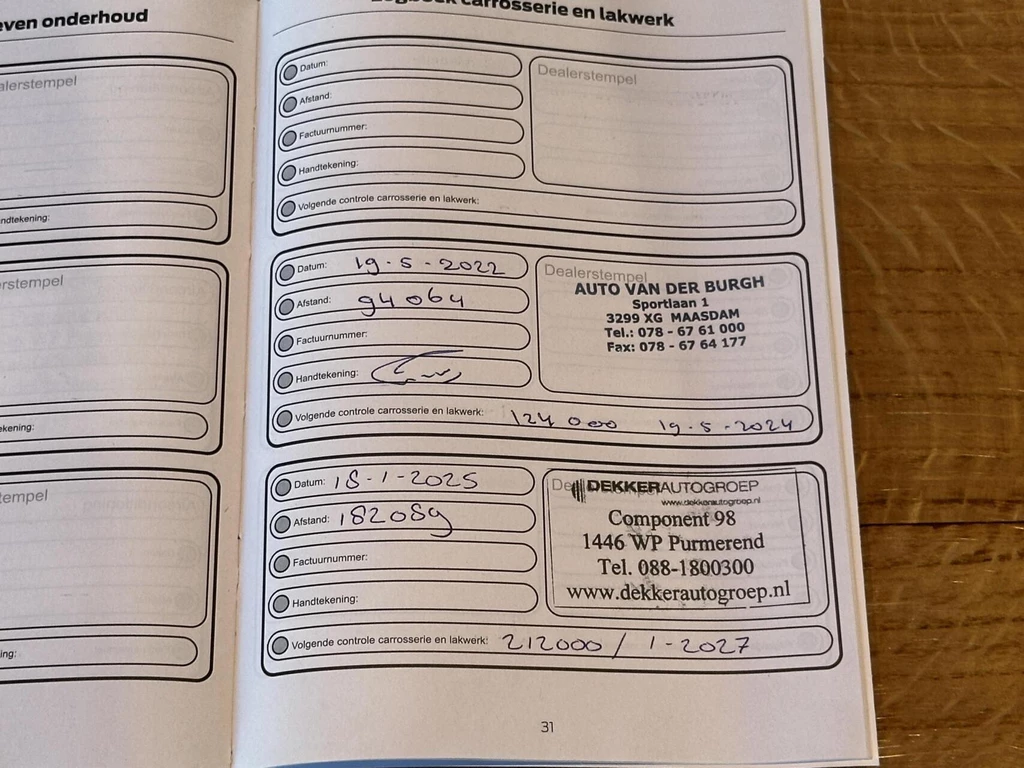 even onderhoud
alerstempel
ndtekening:
erstempel
kening:
tempel
ing:
Logboek carrosserie en lakwerk
Datum:
Afstand:
Factuurnummer:
Handtekening:
Volgende controle carrosserie en lakwerk:
Dealerstempel
Datum: 19-5-2022
Afstand: 94064
Factuurnummer:
Handtekening:
Volgende controle carrosserie en lakwerk: 124 000 19-5-2024
Dealerstempel
AUTO VAN DER BURGH
Sportlaan 1
3299 XG MAASDAM
Tel.: 078 - 67 61 000
Fax: 078 - 67 64 177
Datum: 18-1-2025
Afstand: 182089
Factuurnummer:
Handtekening:
Volgende controle carrosserie en lakwerk: 212000 / 1-2027
DEKKERAUTOGROEP
www.dekkerautogroep.nl
Component 98
1446 WP Purmerend
Tel. 088-1800300
www.dekkerautogroep.nl
31